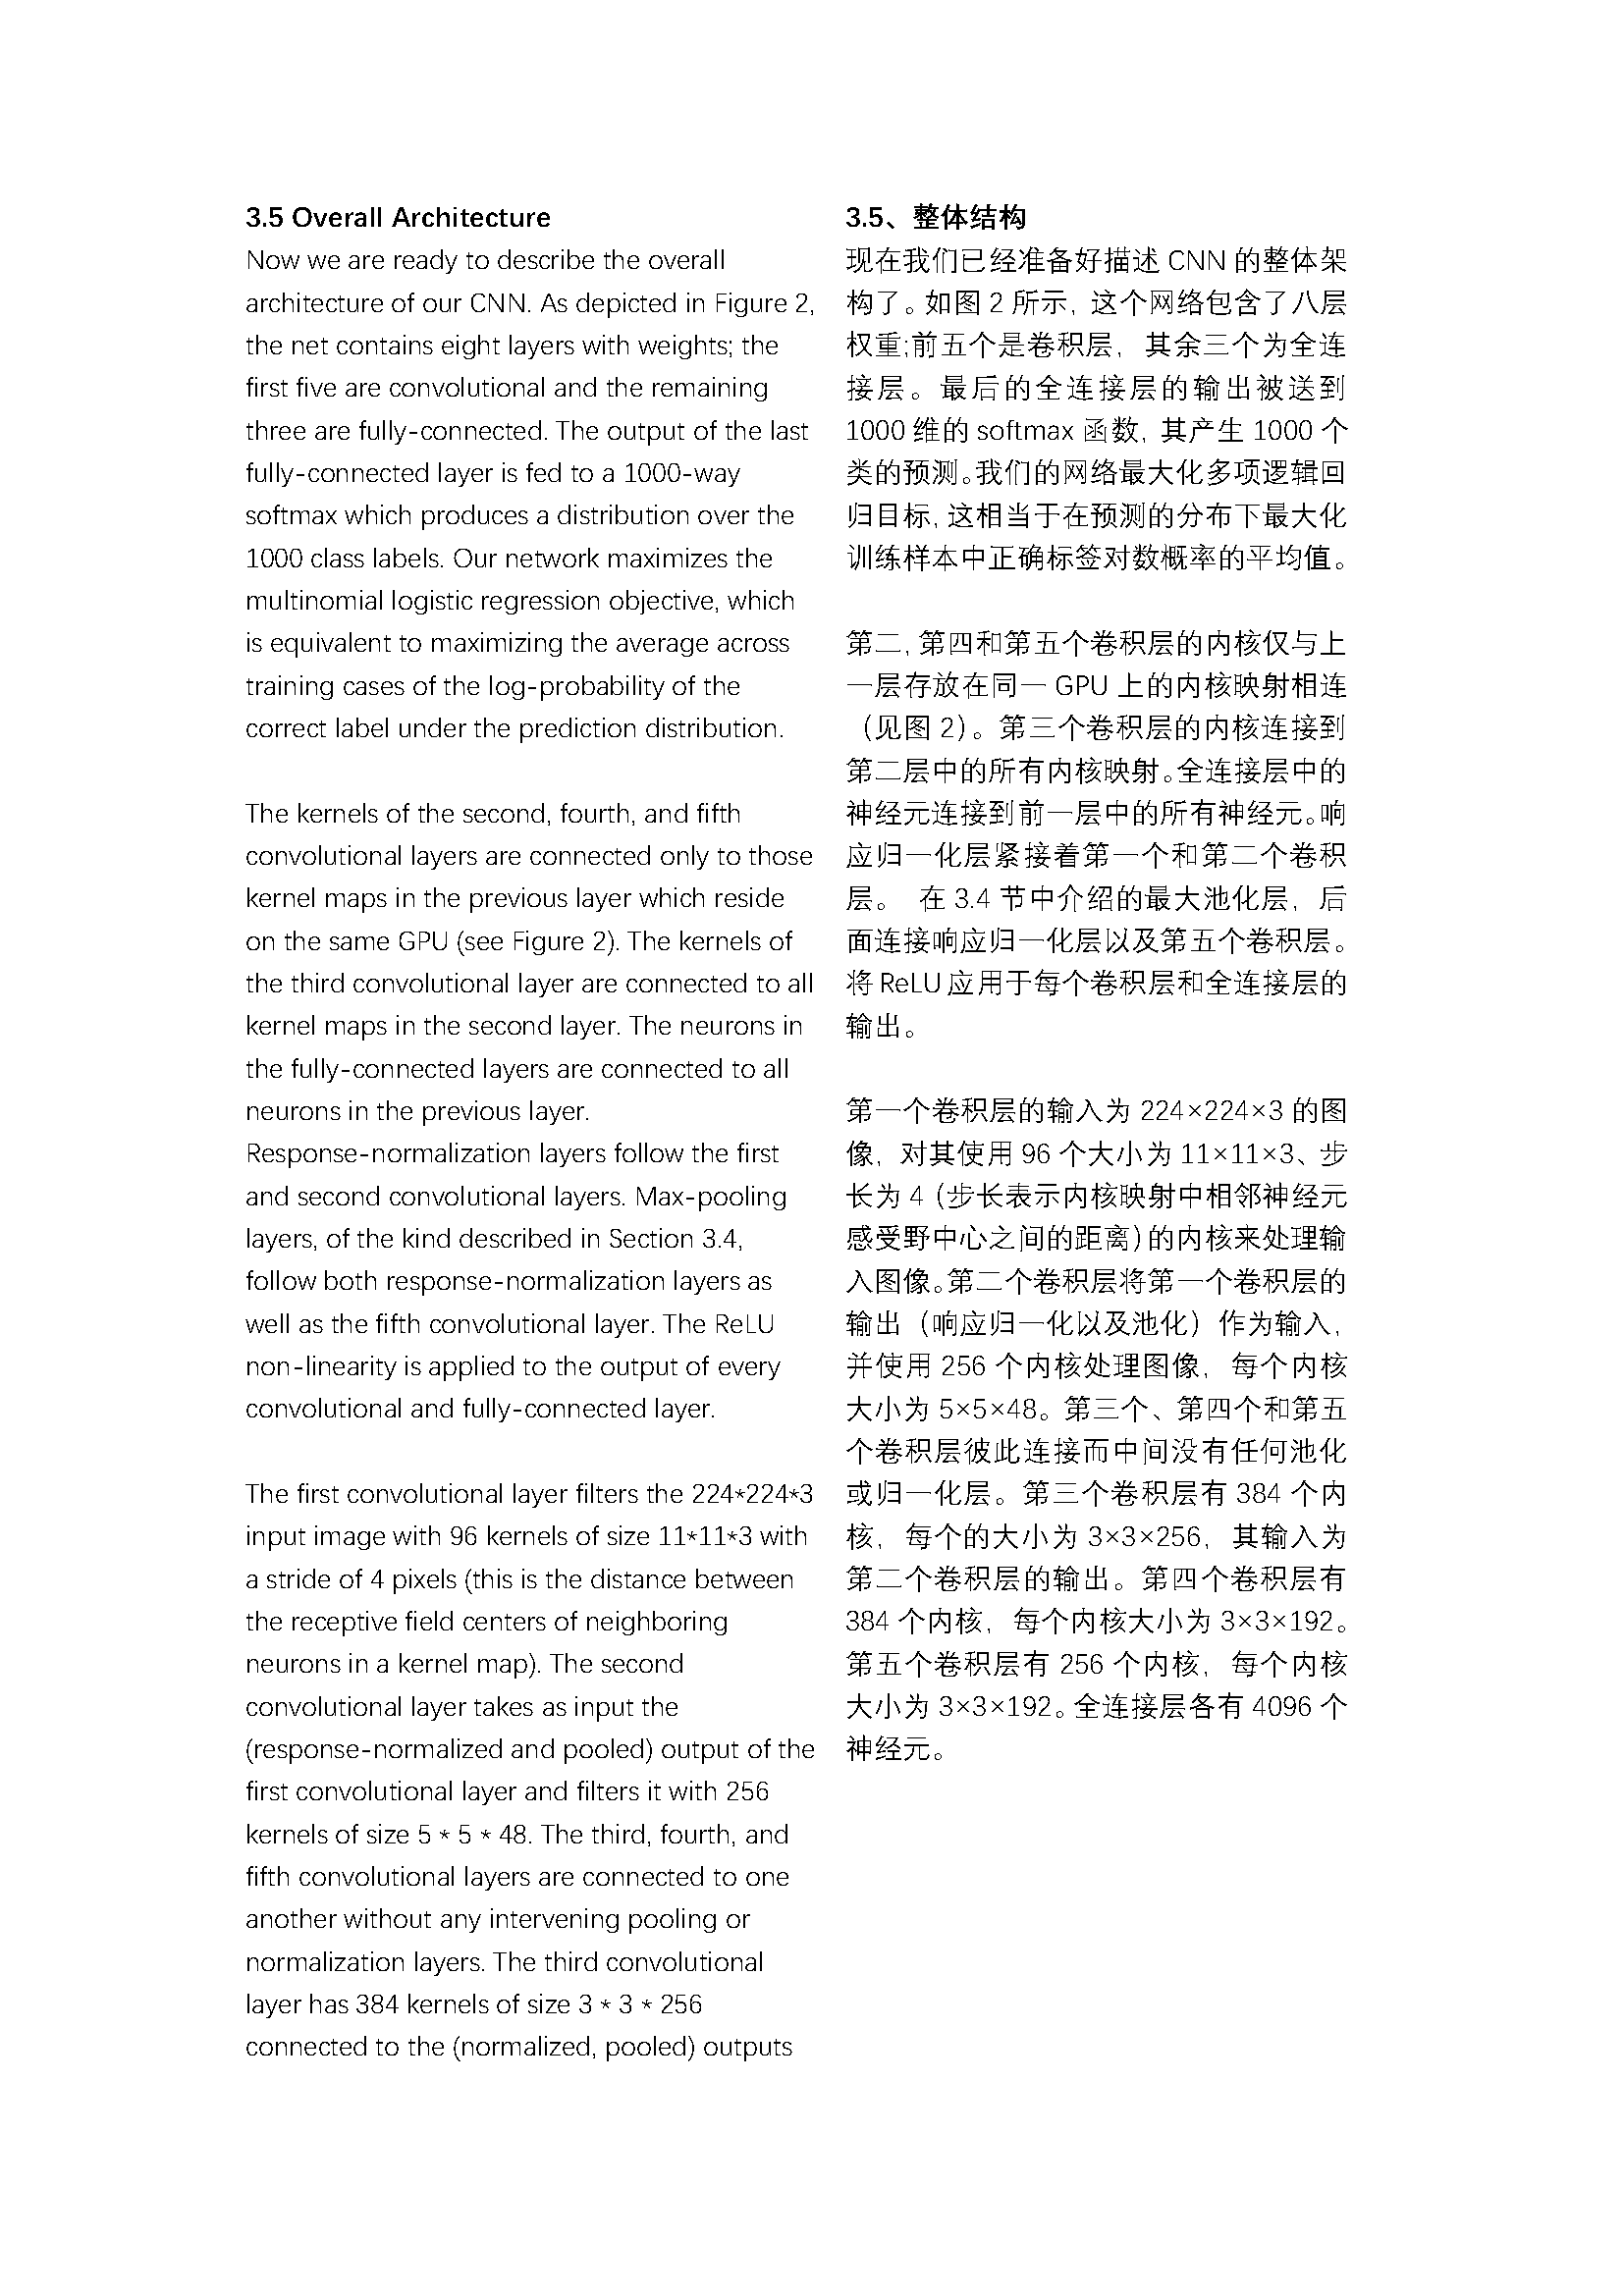 3.5 Overall Architecture
Now we are ready to describe the overall
architecture of our CNN. As depicted in Figure 2,
the net contains eight layers with weights; the
first five are convolutional and the remaining
three are fully-connected. The output of the last
fully-connected layer is fed to a 1000-way
softmax which produces a distribution over the
1000 class labels. Our network maximizes the
multinomial logistic regression objective, which
is equivalent to maximizing the average across
training cases of the log-probability of the
correct label under the prediction distribution.
The kernels of the second, fourth, and fifth
convolutional layers are connected only to those
kernel maps in the previous layer which reside
on the same GPU (see Figure 2). The kernels of
the third convolutional layer are connected to all
kernel maps in the second layer. The neurons in
the fully-connected layers are connected to all
neurons in the previous layer.
Response-normalization layers follow the first
and second convolutional layers. Max-pooling
layers, of the kind described in Section 3.4,
follow both response-normalization layers as
well as the fifth convolutional layer. The ReLU
non-linearity is applied to the output of every
convolutional and fully-connected layer.
The first convolutional layer filters the 224*224*3
input image with 96 kernels of size 11*11*3 with
a stride of 4 pixels (this is the distance between
the receptive field centers of neighboring
neurons in a kernel map). The second
convolutional layer takes as input the
(response-normalized and pooled) output of the
first convolutional layer and filters it with 256
kernels of size 5 * 5 * 48. The third, fourth, and
fifth convolutional layers are connected to one
another without any intervening pooling or
normalization layers. The third convolutional
layer has 384 kernels of size 3 * 3 * 256
connected to the (normalized, pooled) outputs
3.5、整体结构
现在我们已经准备好描述 CNN 的整体架
构了。如图 2 所示，这个网络包含了八层
权重;前五个是卷积层，其余三个为全连
接层。最后的全连接层的输出被送到
1000 维的 softmax 函数，其产生 1000 个
类的预测。我们的网络最大化多项逻辑回
归目标，这相当于在预测的分布下最大化
训练样本中正确标签对数概率的平均值。
第二，第四和第五个卷积层的内核仅与上
一层存放在同一 GPU 上的内核映射相连
（见图 2）。第三个卷积层的内核连接到
第二层中的所有内核映射。全连接层中的
神经元连接到前一层中的所有神经元。响
应归一化层紧接着第一个和第二个卷积
层。 在 3.4 节中介绍的最大池化层，后
面连接响应归一化层以及第五个卷积层。
将 ReLU 应用于每个卷积层和全连接层的
输出。
第一个卷积层的输入为 224×224×3 的图
像，对其使用 96 个大小为 11×11×3、步
长为 4（步长表示内核映射中相邻神经元
感受野中心之间的距离）的内核来处理输
入图像。第二个卷积层将第一个卷积层的
输出（响应归一化以及池化）作为输入，
并使用 256 个内核处理图像，每个内核
大小为 5×5×48。第三个、第四个和第五
个卷积层彼此连接而中间没有任何池化
或归一化层。第三个卷积层有 384 个内
核，每个的大小为 3×3×256，其输入为
第二个卷积层的输出。第四个卷积层有
384 个内核，每个内核大小为 3×3×192。
第五个卷积层有 256 个内核，每个内核
大小为 3×3×192。全连接层各有 4096 个
神经元。